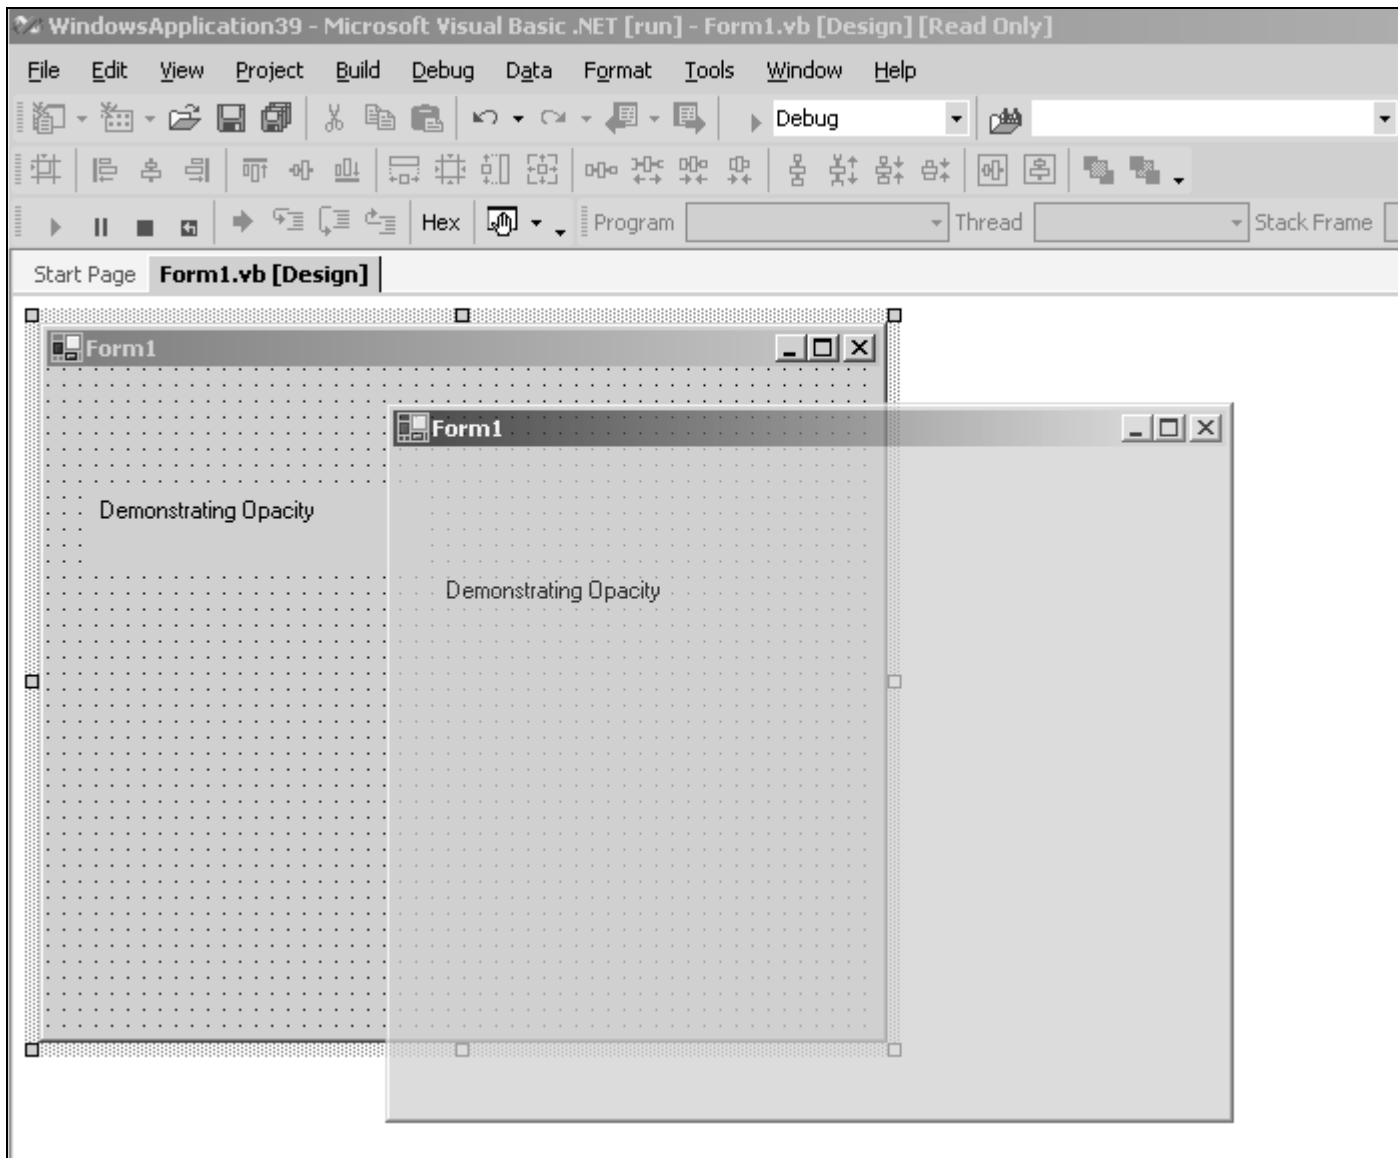 WindowsApplication39 - Microsoft Visual Basic .NET [run] - Form1.vb [Design] [Read Only]
File Edit View Project Build Debug Data Format Tools Window Help
Debug
Hex Program Thread Stack Frame
Start Page Form1.vb [Design]
Form1
Form1
Demonstrating Opacity
Demonstrating Opacity